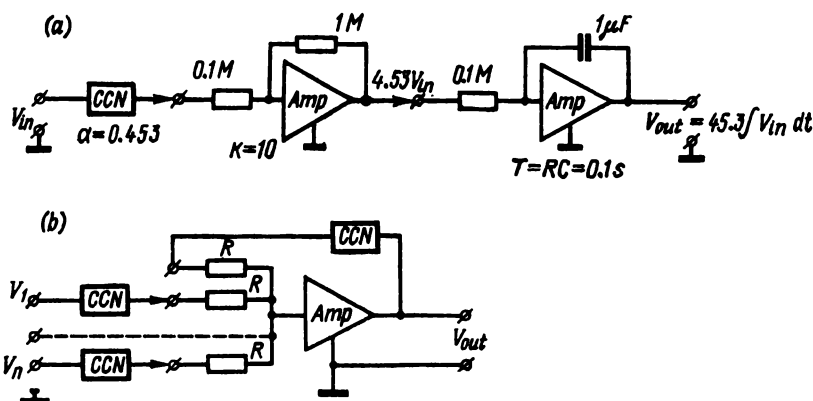 (a)
1M
1μF
0.1M
4.53Vin
0.1M
CCN
Amp
Amp
Vin
α=0.453
K=10
Vout = 45.3∫Vin dt
T=RC=0.1s
(b)
CCN
R
V1
CCN
R
Amp
Vout
Vn
CCN
R